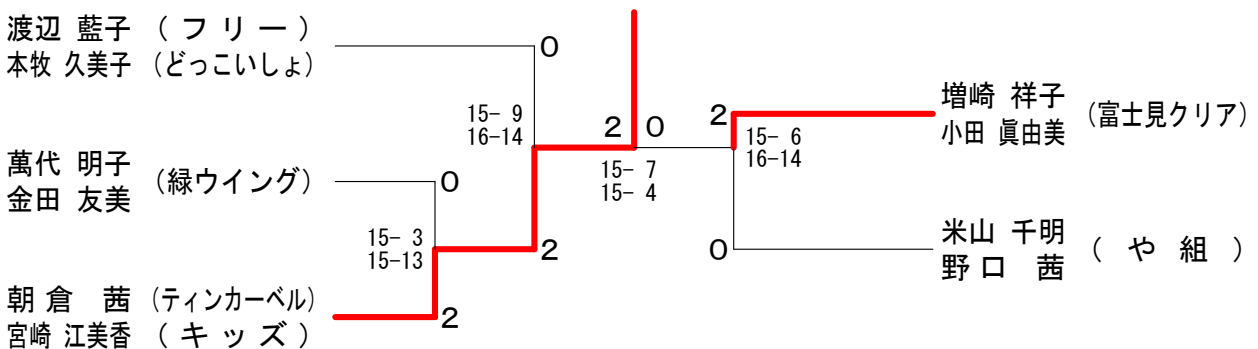 渡辺 藍子 ( フ リ ー )
本牧 久美子 (どっこいしょ)
0
15- 9
16-14
萬代 明子
金田 友美
(緑ウイング)
0
15- 3
15-13
2
朝 倉 茜 (ティンカーベル)
宮崎 江美香 ( キ ッ ズ )
2
2 0
15- 7
15- 4
2
15- 6
16-14
増崎 祥子
小田 眞由美
(富士見クリア)
0
米山 千明
野 口 茜
( や 組 )